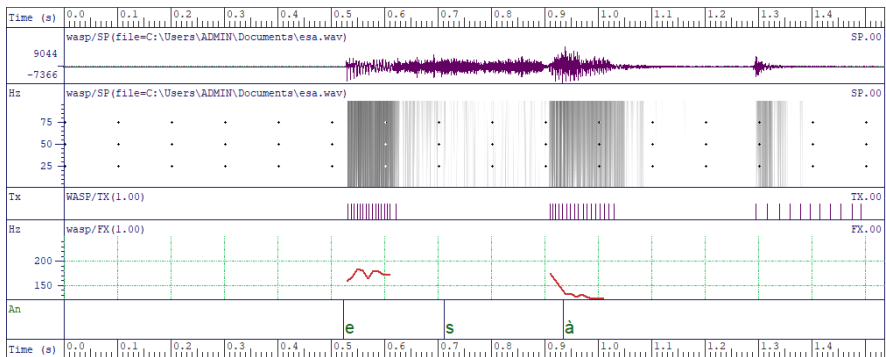 Time (s) 0.0 0.1 0.2 0.3 0.4 0.5 0.6 0.7 0.8 0.9 1.0 1.1 1.2 1.3 1.4
wasp/SP(file=C:\Users\ADMIN\Documents\esa.wav) SP.00
9044
-7366
Hz wasp/SP(file=C:\Users\ADMIN\Documents\esa.wav) SP.00
75
50
25
Tx WASP/TX(1.00) TX.00
Hz wasp/FX(1.00) FX.00
200
150
An
e s à
Time (s) 0.0 0.1 0.2 0.3 0.4 0.5 0.6 0.7 0.8 0.9 1.0 1.1 1.2 1.3 1.4